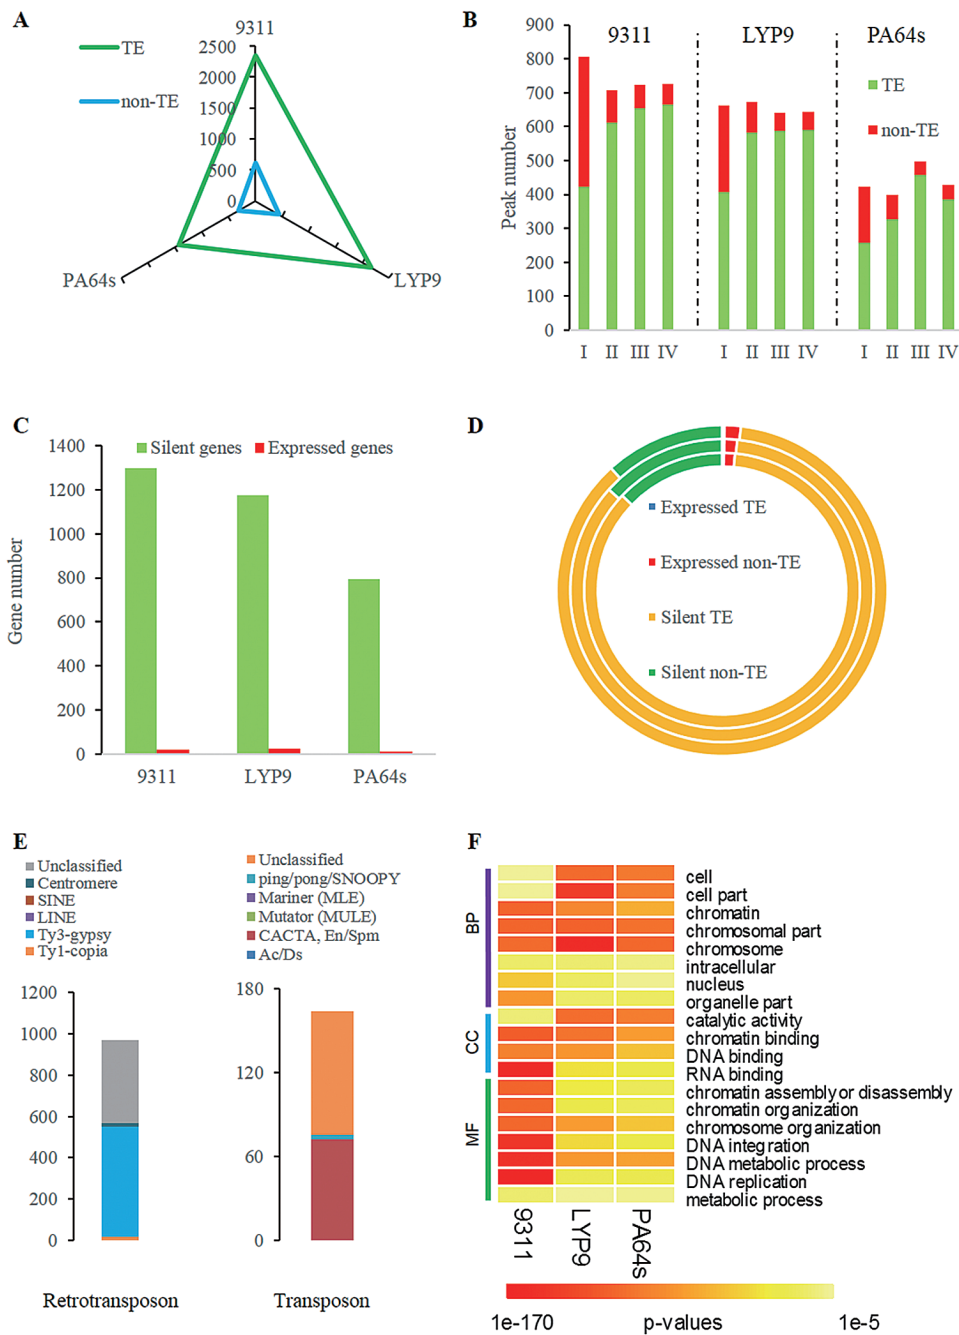 A
9311
TE
non-TE
2500
2000
1500
1000
500
0
PA64s
LYP9
B
9311
LYP9
PA64s
TE
non-TE
Peak number
900
800
700
600
500
400
300
200
100
0
I II III IV I II III IV I II III IV
C
Silent genes Expressed genes
Gene number
1400
1200
1000
800
600
400
200
0
9311 LYP9 PA64s
D
Expressed TE
Expressed non-TE
Silent TE
Silent non-TE
E
Unclassified
Centromere
SINE
LINE
Ty3-gypsy
Ty1-copia
1200
1000
800
600
400
200
0
Retrotransposon
Unclassified
ping/pong/SNOOPY
Mariner (MLE)
Mutator (MULE)
CACTA, En/Spm
Ac/Ds
180
120
60
0
Transposon
F
BP
CC
MF
cell
cell part
chromatin
chromosomal part
chromosome
intracellular
nucleus
organelle part
catalytic activity
chromatin binding
DNA binding
RNA binding
chromatin assembly or disassembly
chromatin organization
chromosome organization
DNA integration
DNA metabolic process
DNA replication
metabolic process
9311
LYP9
PA64s
1e-170 p-values 1e-5